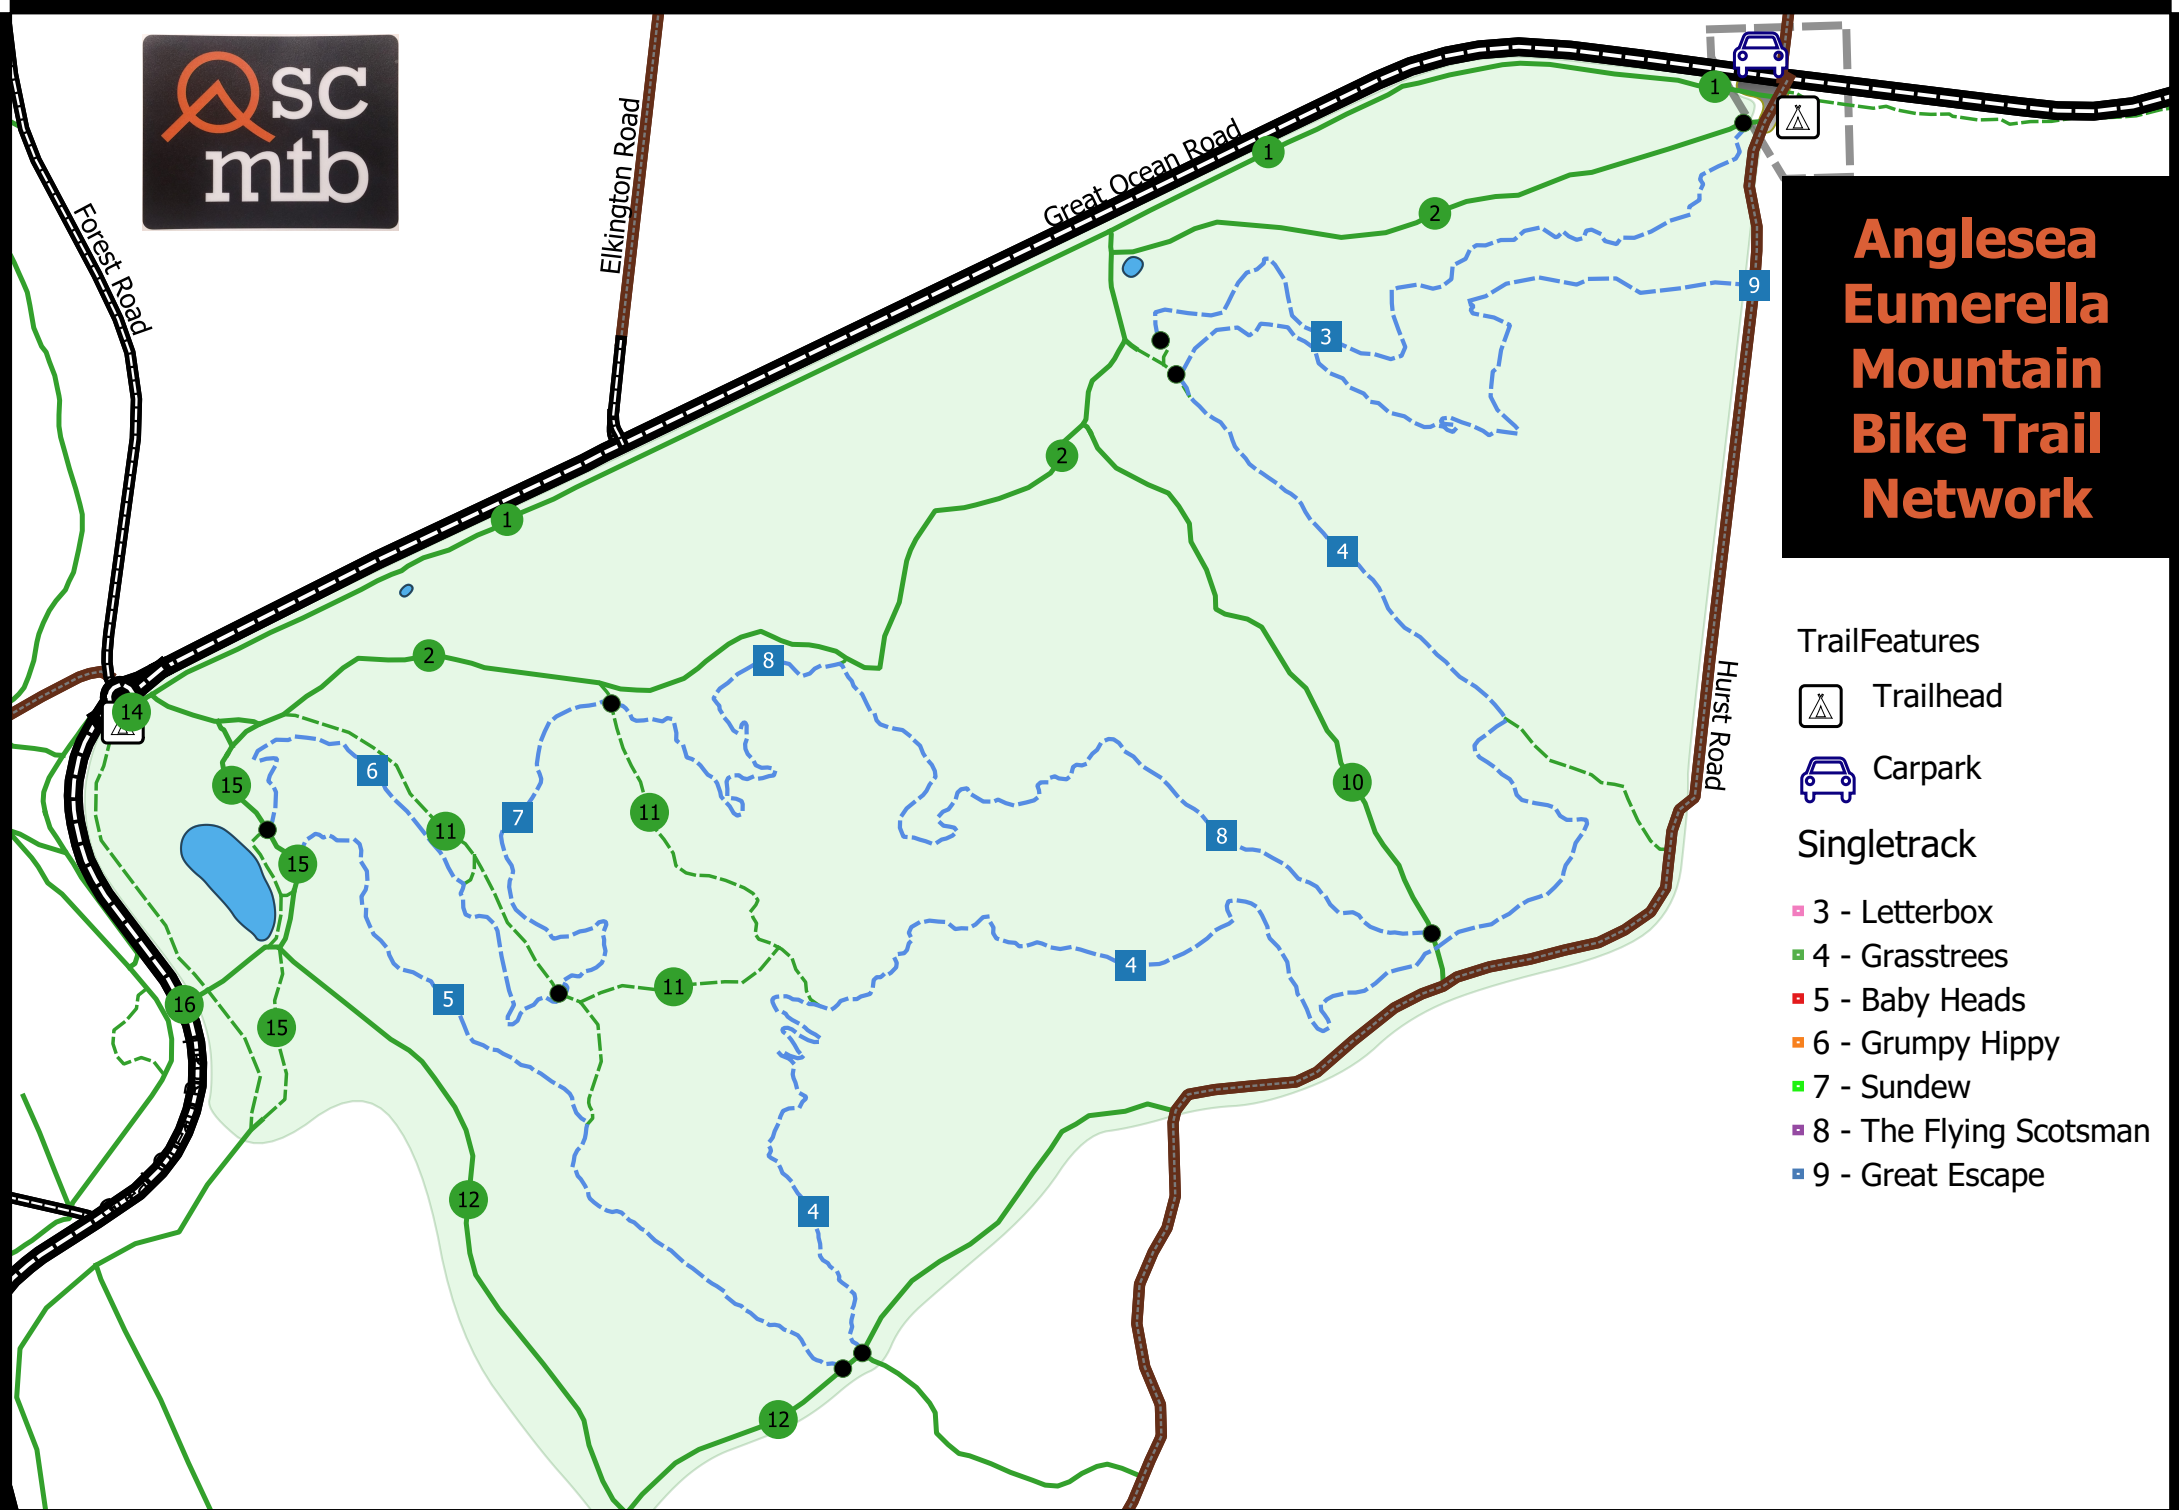 sc
mtb
Forest Road
Elkington Road
Great Ocean Road
Hurst Road
1
1
1
2
2
2
3
4
4
4
5
6
7
8
8
9
10
11
11
11
12
12
14
15
15
15
16
Anglesea
Eumerella
Mountain
Bike Trail
Network
TrailFeatures
Trailhead
Carpark
Singletrack
3 - Letterbox
4 - Grasstrees
5 - Baby Heads
6 - Grumpy Hippy
7 - Sundew
8 - The Flying Scotsman
9 - Great Escape